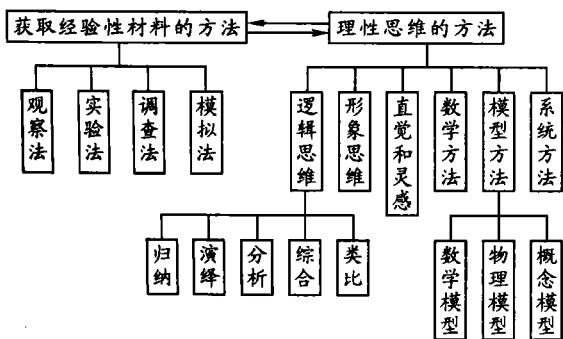 获取经验性材料的方法
理性思维的方法
观察法
实验法
调查法
模拟法
逻辑思维
形象思维
直觉和灵感
数学方法
模型方法
系统方法
归纳
演绎
分析
综合
类比
数学模型
物理模型
概念模型